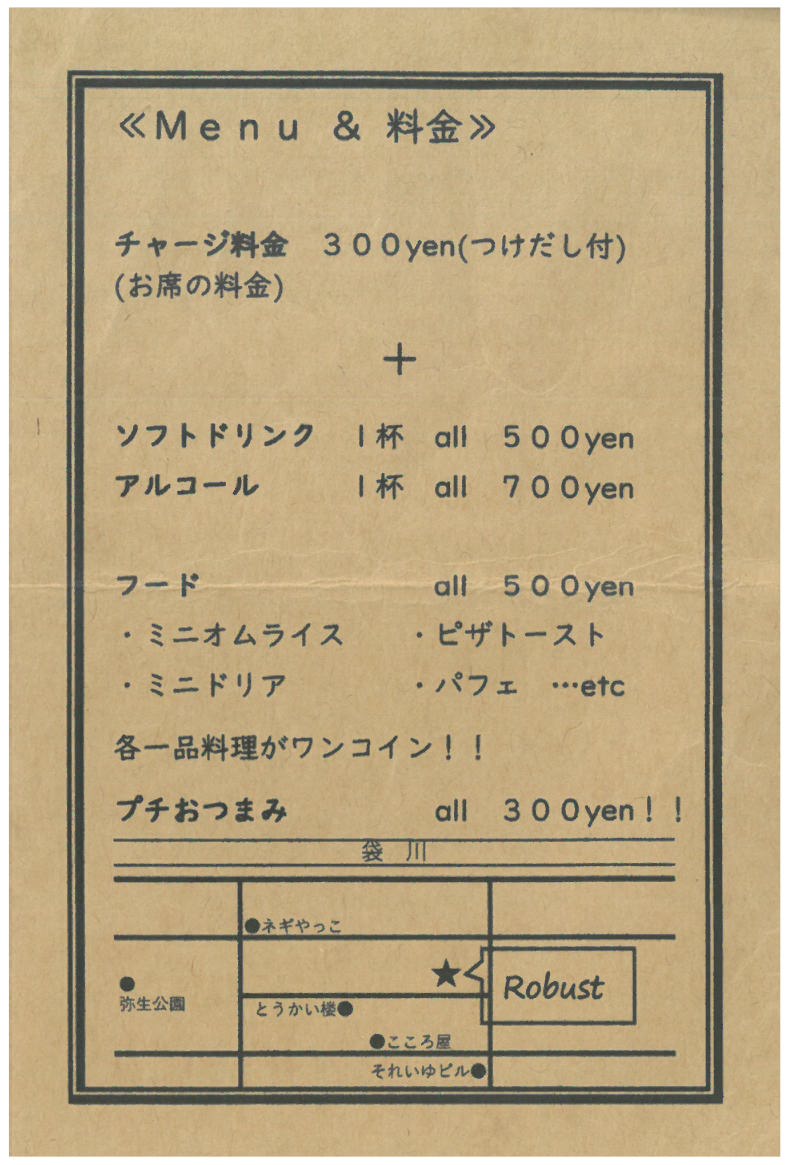 ≪Menu & 料金≫
チャージ料金　300yen(つけだし付)
(お席の料金)
＋
ソフトドリンク　1杯　all　500yen
アルコール　1杯　all　700yen
フード　all　500yen
・ミニオムライス　・ピザトースト
・ミニドリア　・パフェ　…etc
各一品料理がワンコイン！！
プチおつまみ　all　300yen！！
袋　川
●ネギやっこ
★ Robust
●弥生公園
とうかい楼●
●こころ屋
それいゆビル●